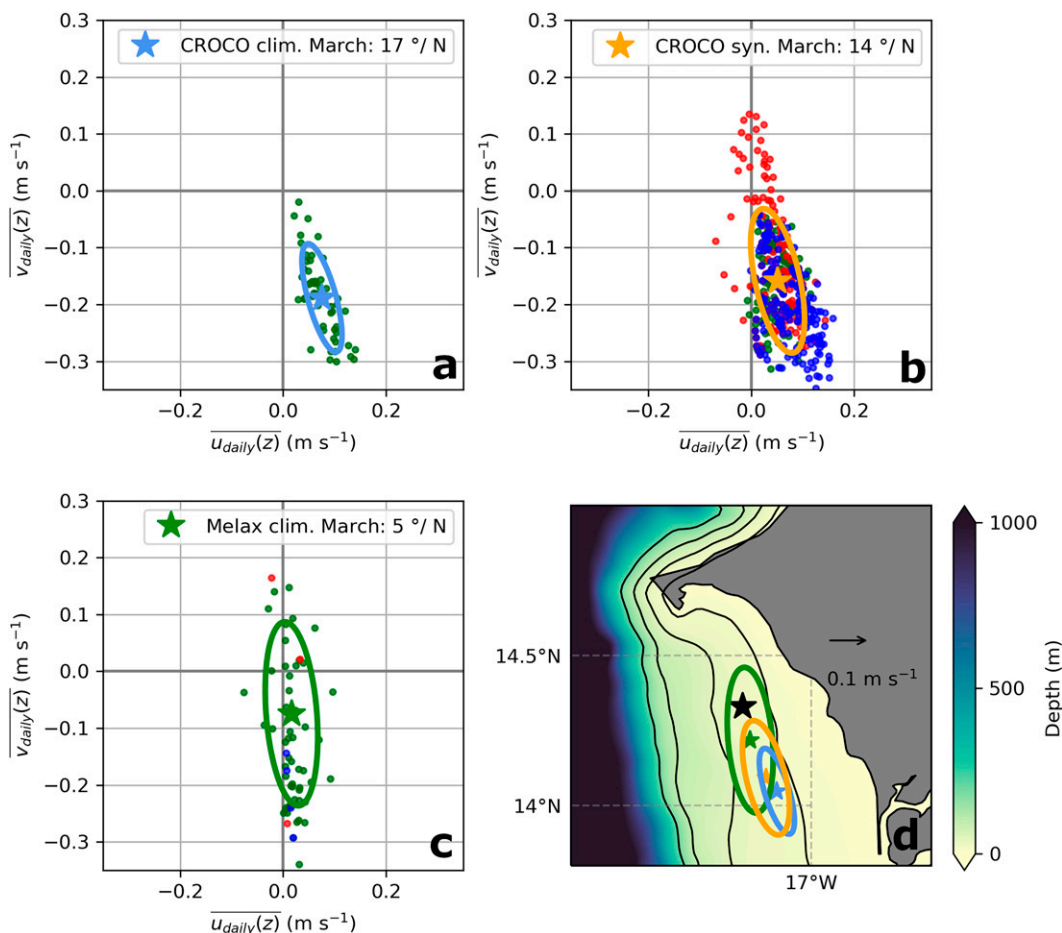 0.3
CROCO clim. March: 17 °/ N
0.2
0.1
0.0
−0.1
−0.2
−0.3
a
−0.2 0.0 0.2
v_daily(z) (m s⁻¹)
u_daily(z) (m s⁻¹)
0.3
CROCO syn. March: 14 °/ N
0.2
0.1
0.0
−0.1
−0.2
−0.3
b
−0.2 0.0 0.2
v_daily(z) (m s⁻¹)
u_daily(z) (m s⁻¹)
0.3
Melax clim. March: 5 °/ N
0.2
0.1
0.0
−0.1
−0.2
−0.3
c
−0.2 0.0 0.2
v_daily(z) (m s⁻¹)
u_daily(z) (m s⁻¹)
14.5°N
0.1 m s⁻¹
14°N
d
17°W
1000
500
0
Depth (m)